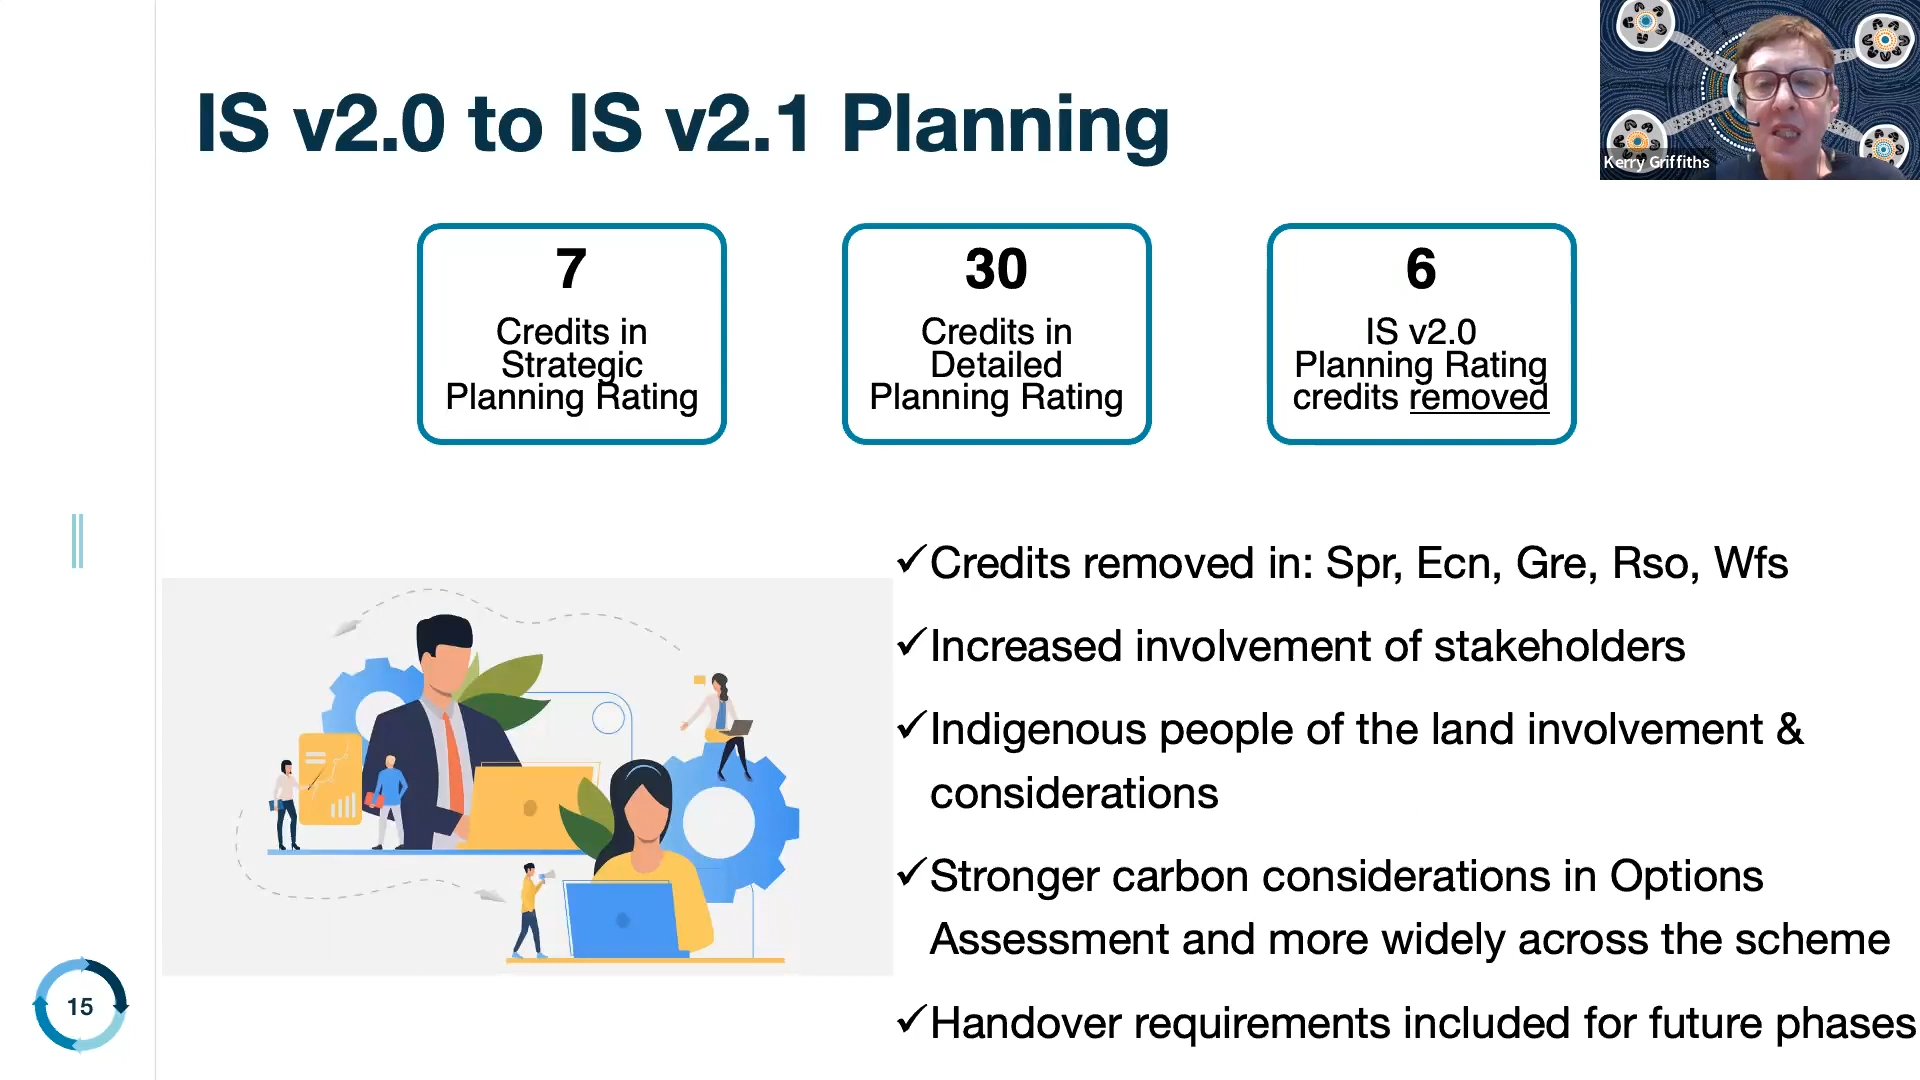 IS v2.0 to IS v2.1 Planning
Kerry Griffiths
7
Credits in
Strategic
Planning Rating
30
Credits in
Detailed
Planning Rating
6
IS v2.0
Planning Rating
credits removed
✓Credits removed in: Spr, Ecn, Gre, Rso, Wfs
✓Increased involvement of stakeholders
✓Indigenous people of the land involvement &
considerations
✓Stronger carbon considerations in Options
Assessment and more widely across the scheme
✓Handover requirements included for future phases
15